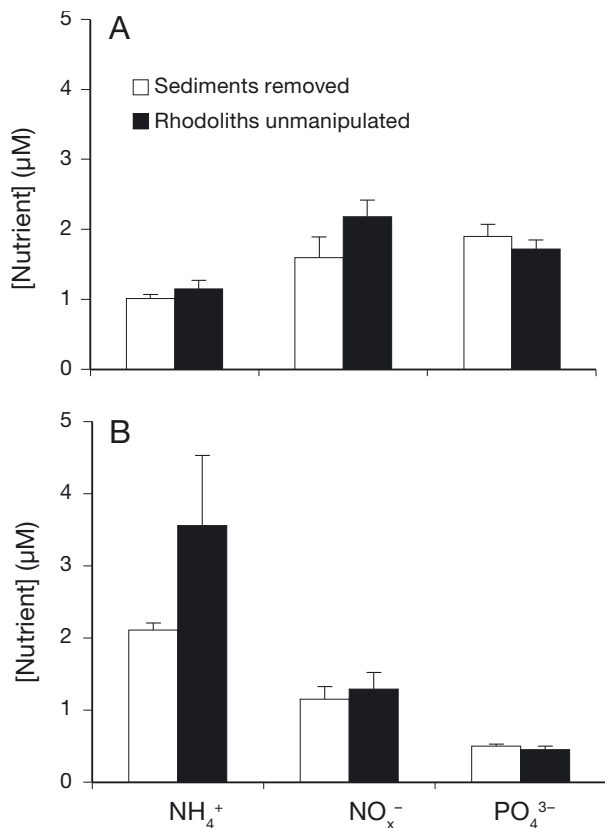 A
Sediments removed
Rhodoliths unmanipulated
[Nutrient] (µM)
5
4
3
2
1
0
B
[Nutrient] (µM)
5
4
3
2
1
0
NH₄⁺ NOₓ⁻ PO₄³⁻